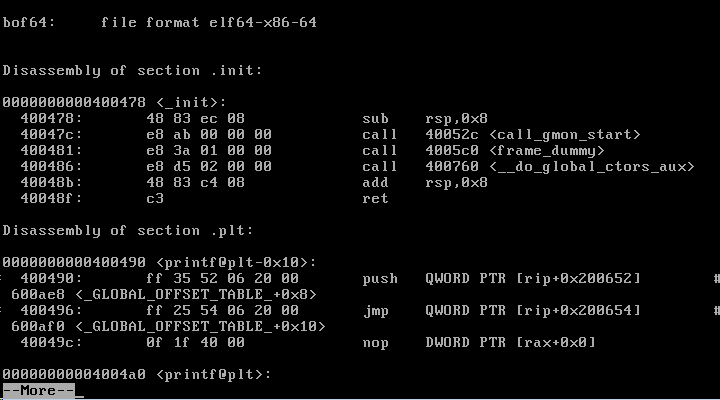 bof64:     file format elf64-x86-64
Disassembly of section .init:
0000000000400478 <_init>:
  400478:       48 83 ec 08             sub    rsp,0x8
  40047c:       e8 ab 00 00 00          call   40052c <call_gmon_start>
  400481:       e8 3a 01 00 00          call   4005c0 <frame_dummy>
  400486:       e8 d5 02 00 00          call   400760 <__do_global_ctors_aux>
  40048b:       48 83 c4 08             add    rsp,0x8
  40048f:       c3                      ret
Disassembly of section .plt:
0000000000400490 <printf@plt-0x10>:
  400490:       ff 35 52 06 20 00       push   QWORD PTR [rip+0x200652]        #
 600ae8 <_GLOBAL_OFFSET_TABLE_+0x8>
  400496:       ff 25 54 06 20 00       jmp    QWORD PTR [rip+0x200654]        #
 600af0 <_GLOBAL_OFFSET_TABLE_+0x10>
  40049c:       0f 1f 40 00             nop    DWORD PTR [rax+0x0]
00000000004004a0 <printf@plt>:
--More--